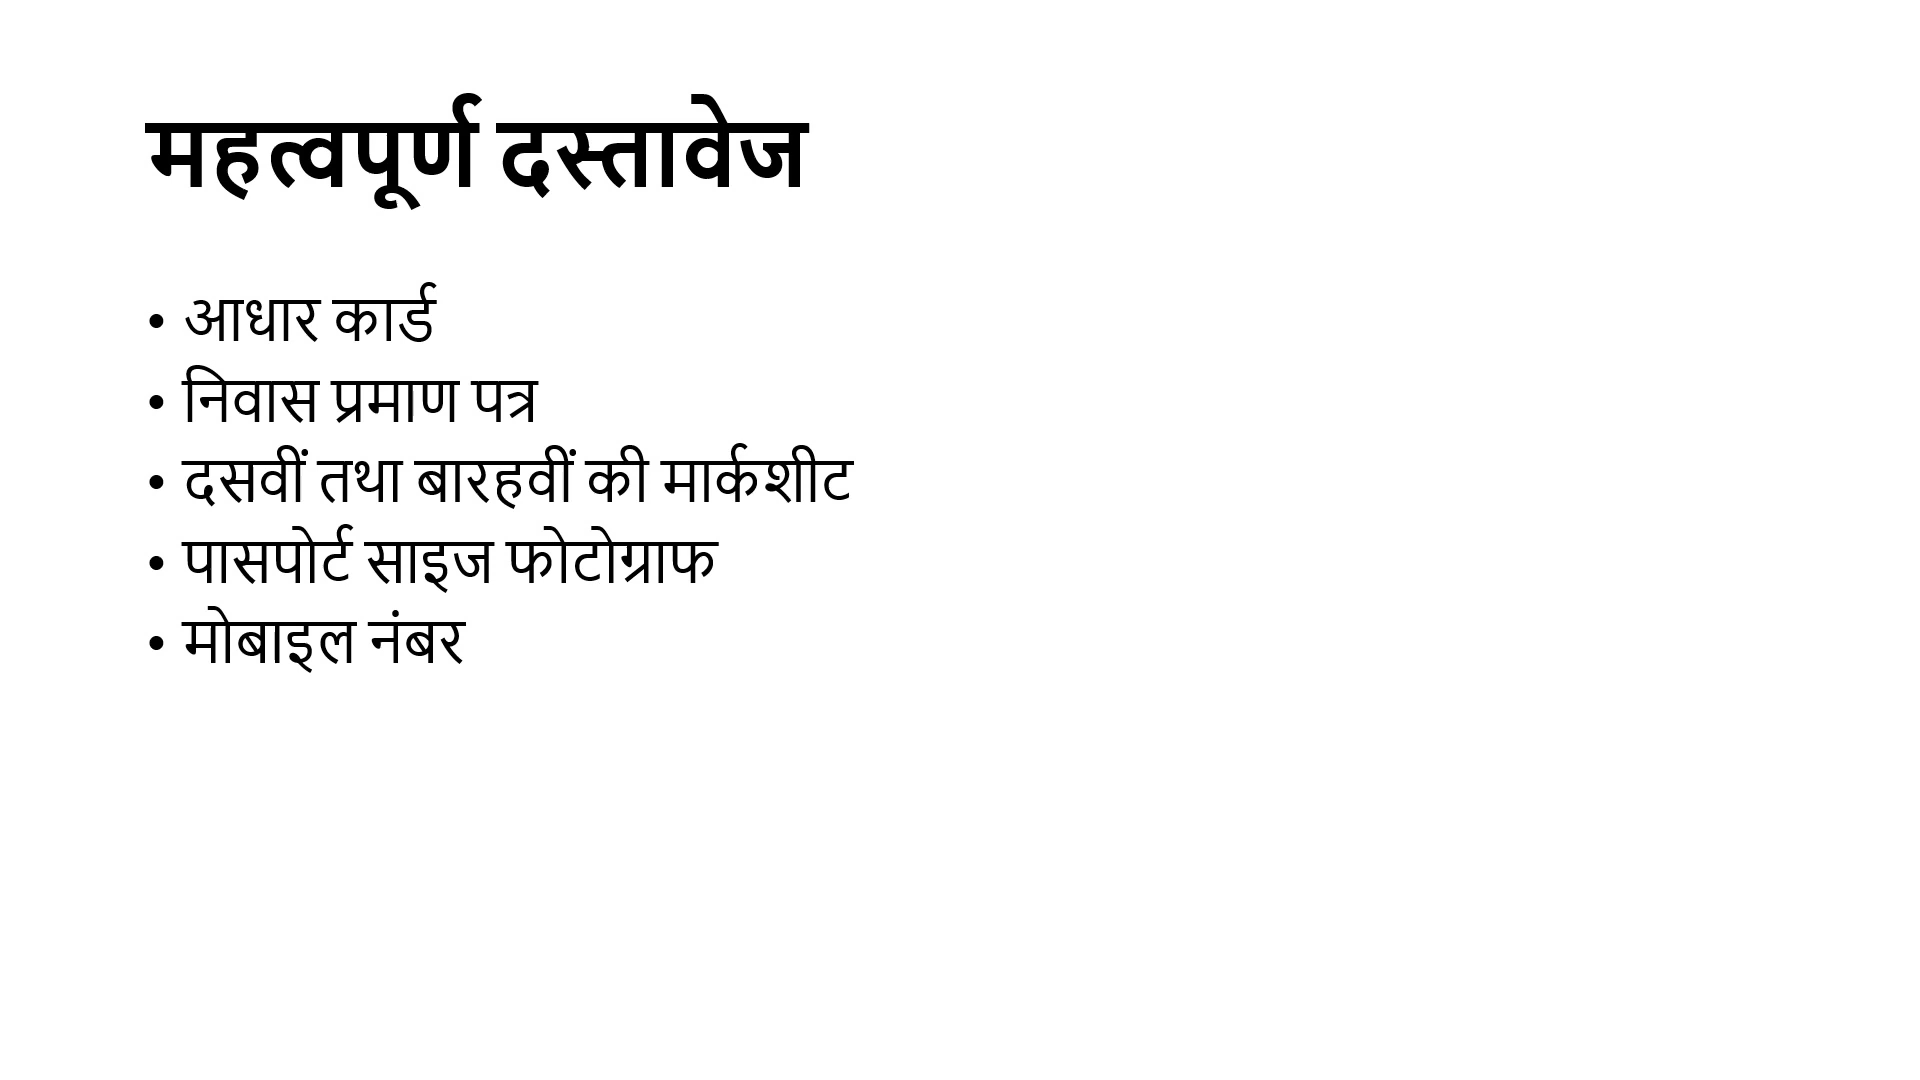 महत्वपूर्ण दस्तावेज
• आधार कार्ड
• निवास प्रमाण पत्र
• दसवीं तथा बारहवीं की मार्कशीट
• पासपोर्ट साइज फोटोग्राफ
• मोबाइल नंबर